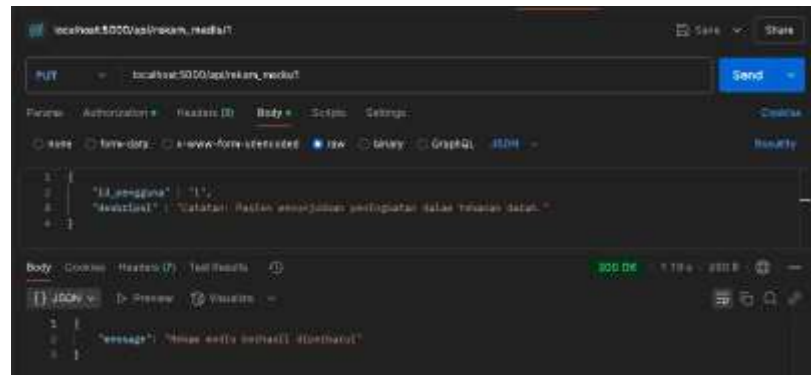 localhost:5000/api/rekam_medis/1
Save
Share
PUT
localhost:5000/api/rekam_medis/1
Send
Params Authorization Headers (9) Body Scripts Settings
Cookies
none form-data x-www-form-urlencoded raw binary GraphQL JSON
Beautify
1 {
2 "id_pengguna" : "1",
3 "deskripsi" : "Catatan: Pasien menunjukkan peningkatan dalam tekanan darah."
4 }
Body Cookies Headers (7) Test Results
200 OK
{} JSON Preview Visualize
1 {
2 "message": "Rekam medis berhasil diperbarui"
3 }